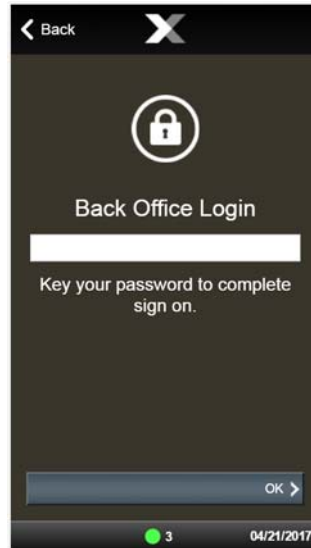 Back
Back Office Login
Key your password to complete
sign on.
OK
3
04/21/2017